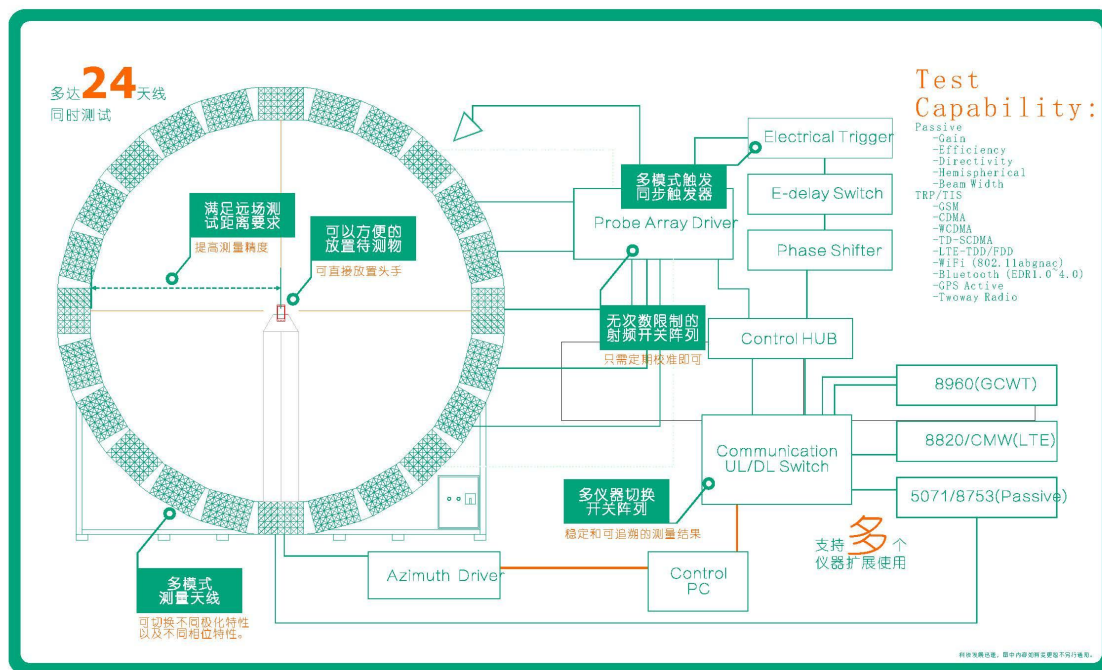 多达24天线
同时测试
满足远场测
试距离要求
提高测量精度
可以方便的
放置待测物
可直接放置头手
多模式触发
同步触发器
Electrical Trigger
Probe Array Driver
E-delay Switch
Phase Shifter
无次数限制的
射频开关阵列
只需定期校准即可
Control HUB
Test
Capability:
Passive
-Gain
-Efficiency
-Directivity
-Hemispherical
-Beam Width
TRP/TIS
-GSM
-CDMA
-WCDMA
-TD-SCDMA
-LTE-TDD/FDD
-WiFi (802.11abgnac)
-Bluetooth (EDR1.0~4.0)
-GPS Active
-Twoway Radio
8960(GCWT)
8820/CMW(LTE)
5071/8753(Passive)
Communication
UL/DL Switch
多仪器切换
开关阵列
稳定和可追溯的测量结果
支持多个
仪器扩展使用
多模式
测量天线
可切换不同极化特性
以及不同相位特性。
Azimuth Driver
Control
PC